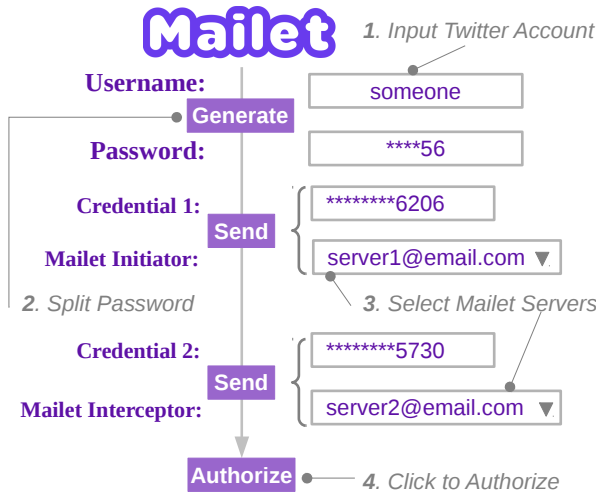 Mailet
1. Input Twitter Account
Username:
someone
Generate
Password:
****56
Credential 1:
********6206
Send
Mailet Initiator:
server1@email.com ▼
2. Split Password
3. Select Mailet Servers
Credential 2:
********5730
Send
Mailet Interceptor:
server2@email.com ▼
Authorize
4. Click to Authorize